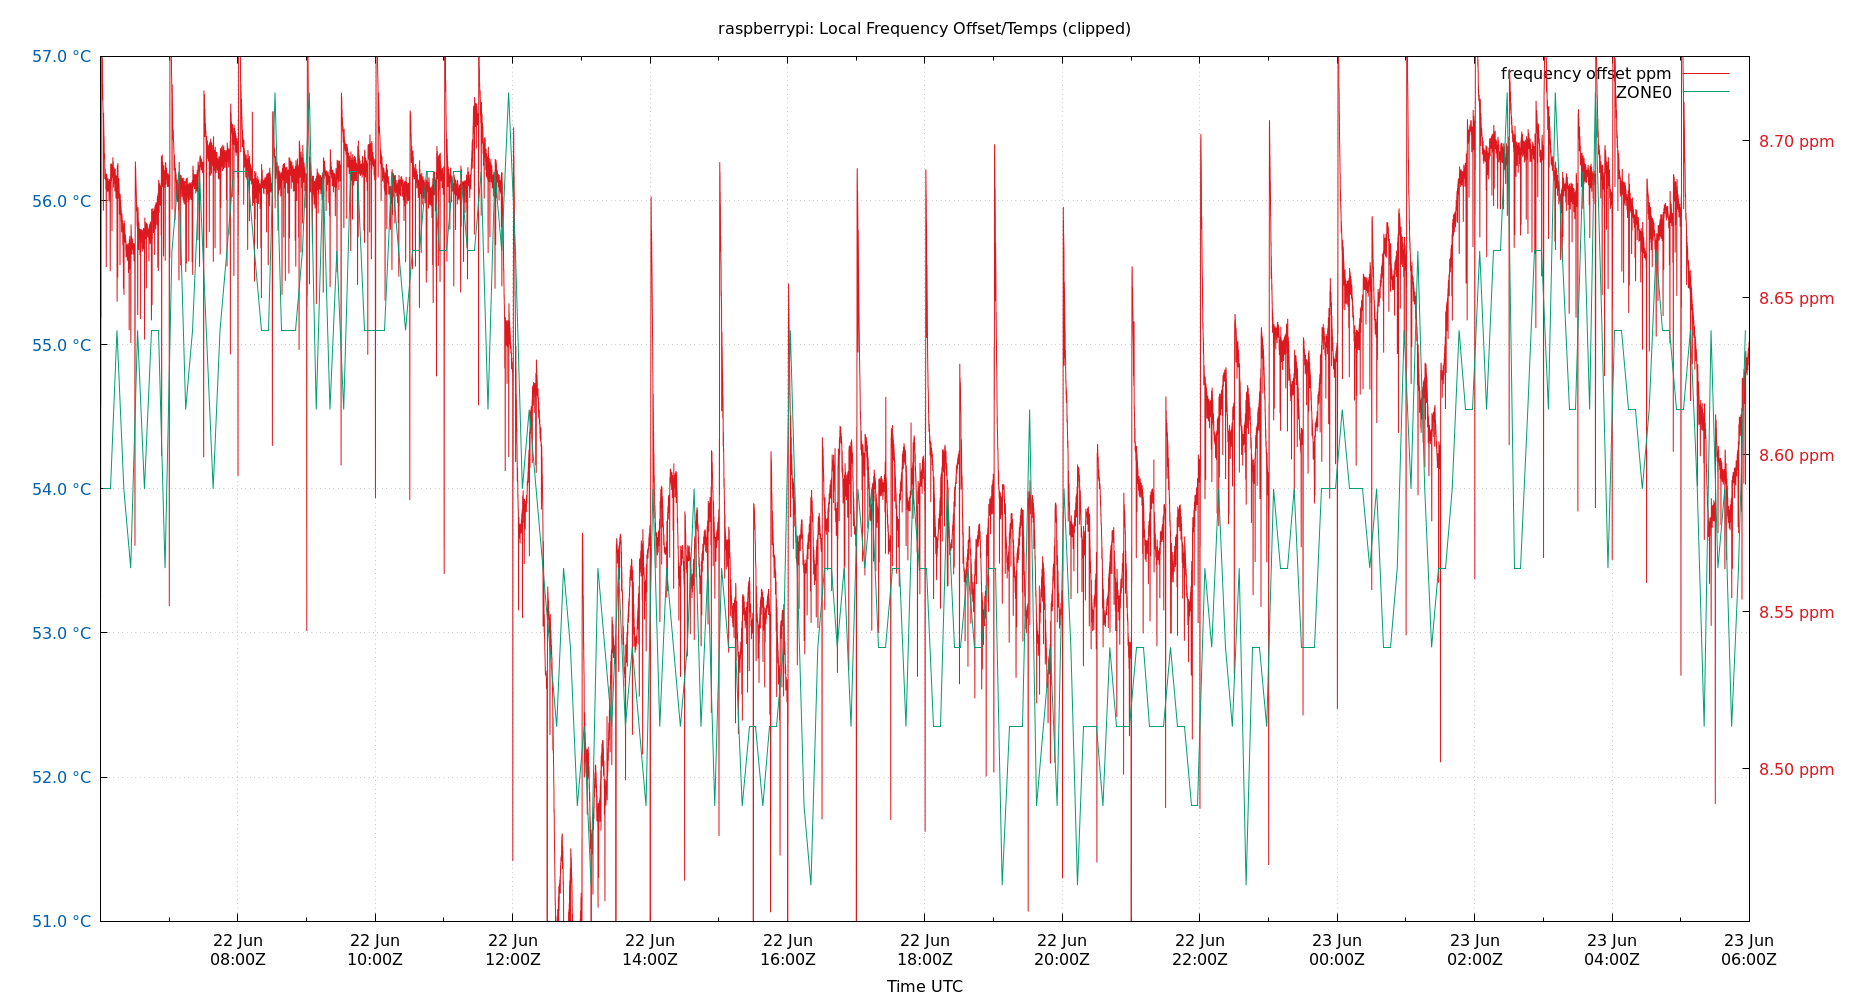 raspberrypi: Local Frequency Offset/Temps (clipped)
57.0 °C
56.0 °C
55.0 °C
54.0 °C
53.0 °C
52.0 °C
51.0 °C
frequency offset ppm
ZONE0
8.70 ppm
8.65 ppm
8.60 ppm
8.55 ppm
8.50 ppm
22 Jun
08:00Z
22 Jun
10:00Z
22 Jun
12:00Z
22 Jun
14:00Z
22 Jun
16:00Z
22 Jun
18:00Z
22 Jun
20:00Z
22 Jun
22:00Z
23 Jun
00:00Z
23 Jun
02:00Z
23 Jun
04:00Z
23 Jun
06:00Z
Time UTC